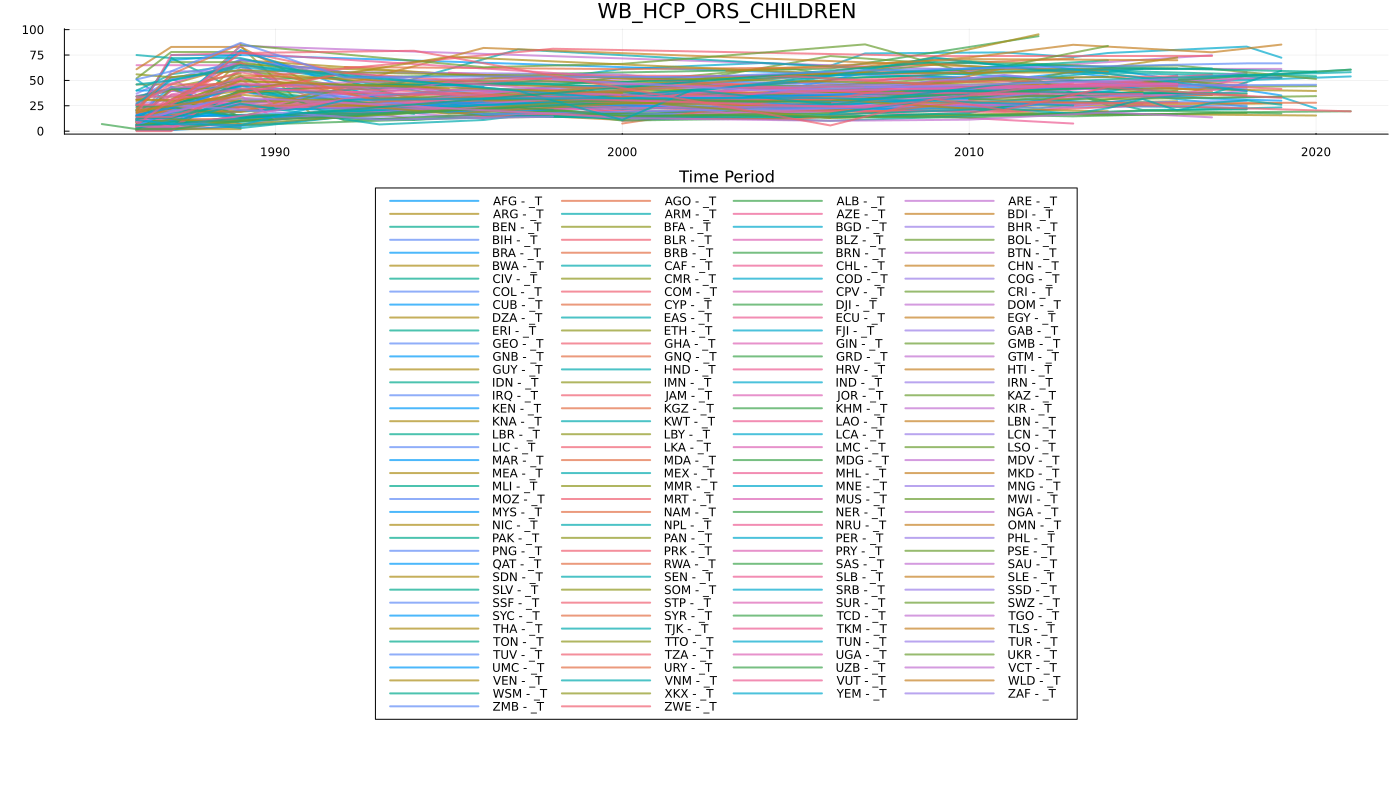 WB_HCP_ORS_CHILDREN
100
75
50
25
0
1990 2000 2010 2020
Time Period
AFG - _T AGO - _T ALB - _T ARE - _T
ARG - _T ARM - _T AZE - _T BDI - _T
BEN - _T BFA - _T BGD - _T BHR - _T
BIH - _T BLR - _T BLZ - _T BOL - _T
BRA - _T BRB - _T BRN - _T BTN - _T
BWA - _T CAF - _T CHL - _T CHN - _T
CIV - _T CMR - _T COD - _T COG - _T
COL - _T COM - _T CPV - _T CRI - _T
CUB - _T CYP - _T DJI - _T DOM - _T
DZA - _T EAS - _T ECU - _T EGY - _T
ERI - _T ETH - _T FJI - _T GAB - _T
GEO - _T GHA - _T GIN - _T GMB - _T
GNB - _T GNQ - _T GRD - _T GTM - _T
GUY - _T HND - _T HRV - _T HTI - _T
IDN - _T IMN - _T IND - _T IRN - _T
IRQ - _T JAM - _T JOR - _T KAZ - _T
KEN - _T KGZ - _T KHM - _T KIR - _T
KNA - _T KWT - _T LAO - _T LBN - _T
LBR - _T LBY - _T LCA - _T LCN - _T
LIC - _T LKA - _T LMC - _T LSO - _T
MAR - _T MDA - _T MDG - _T MDV - _T
MEA - _T MEX - _T MHL - _T MKD - _T
MLI - _T MMR - _T MNE - _T MNG - _T
MOZ - _T MRT - _T MUS - _T MWI - _T
MYS - _T NAM - _T NER - _T NGA - _T
NIC - _T NPL - _T NRU - _T OMN - _T
PAK - _T PAN - _T PER - _T PHL - _T
PNG - _T PRK - _T PRY - _T PSE - _T
QAT - _T RWA - _T SAS - _T SAU - _T
SDN - _T SEN - _T SLB - _T SLE - _T
SLV - _T SOM - _T SRB - _T SSD - _T
SSF - _T STP - _T SUR - _T SWZ - _T
SYC - _T SYR - _T TCD - _T TGO - _T
THA - _T TJK - _T TKM - _T TLS - _T
TON - _T TTO - _T TUN - _T TUR - _T
TUV - _T TZA - _T UGA - _T UKR - _T
UMC - _T URY - _T UZB - _T VCT - _T
VEN - _T VNM - _T VUT - _T WLD - _T
WSM - _T XKX - _T YEM - _T ZAF - _T
ZMB - _T ZWE - _T